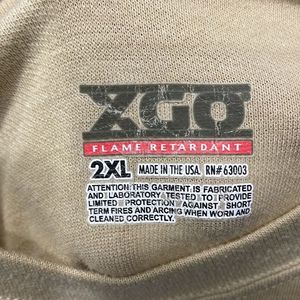 XGO
FLAME RETARDANT
2XL MADE IN THE USA. RN#63003
ATTENTION:THIS GARMENT IS FABRICATED
AND LABORATORY TESTED TO PROVIDE
LIMITED PROTECTION AGAINST SHORT
TERM FIRES AND ARCING WHEN WORN AND
CLEANED CORRECTLY.